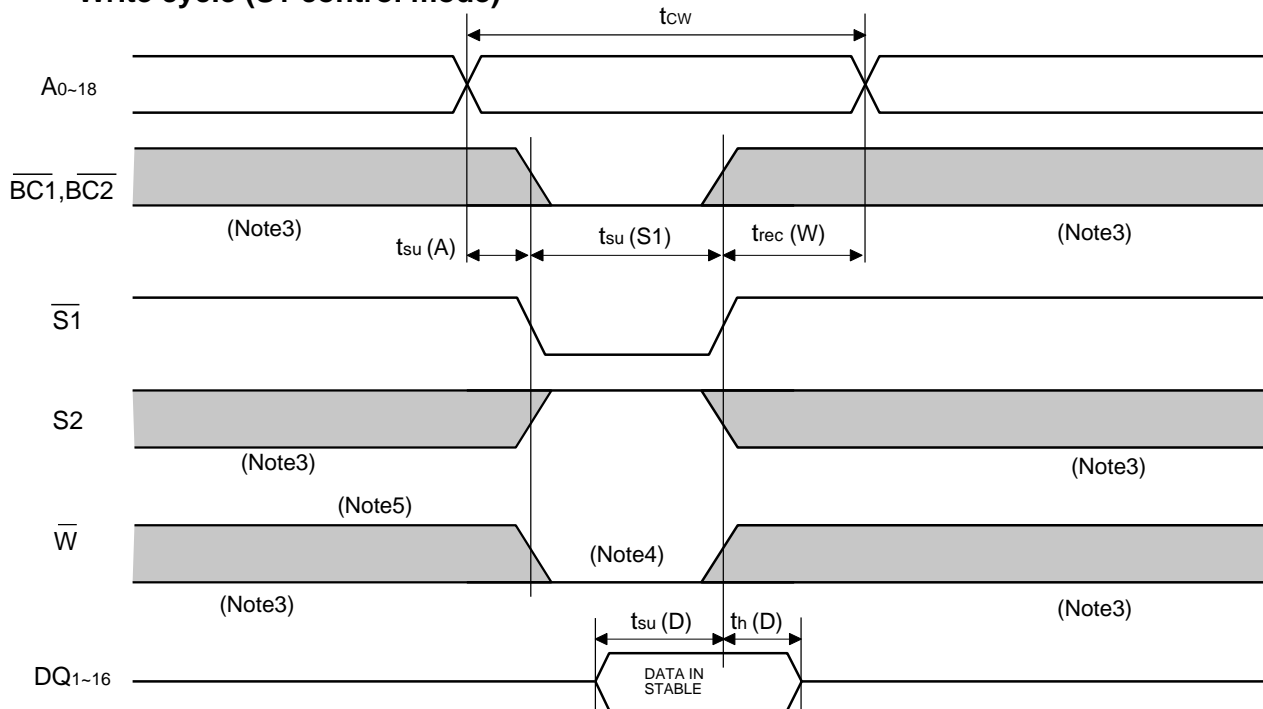 Write cycle (S1 control mode)
tCW
A0~18
BC1,BC2
(Note3)
tsu (A)
tsu (S1)
trec (W)
(Note3)
S1
S2
(Note3)
(Note3)
(Note5)
W
(Note4)
(Note3)
(Note3)
tsu (D)
th (D)
DQ1~16
DATA IN
STABLE